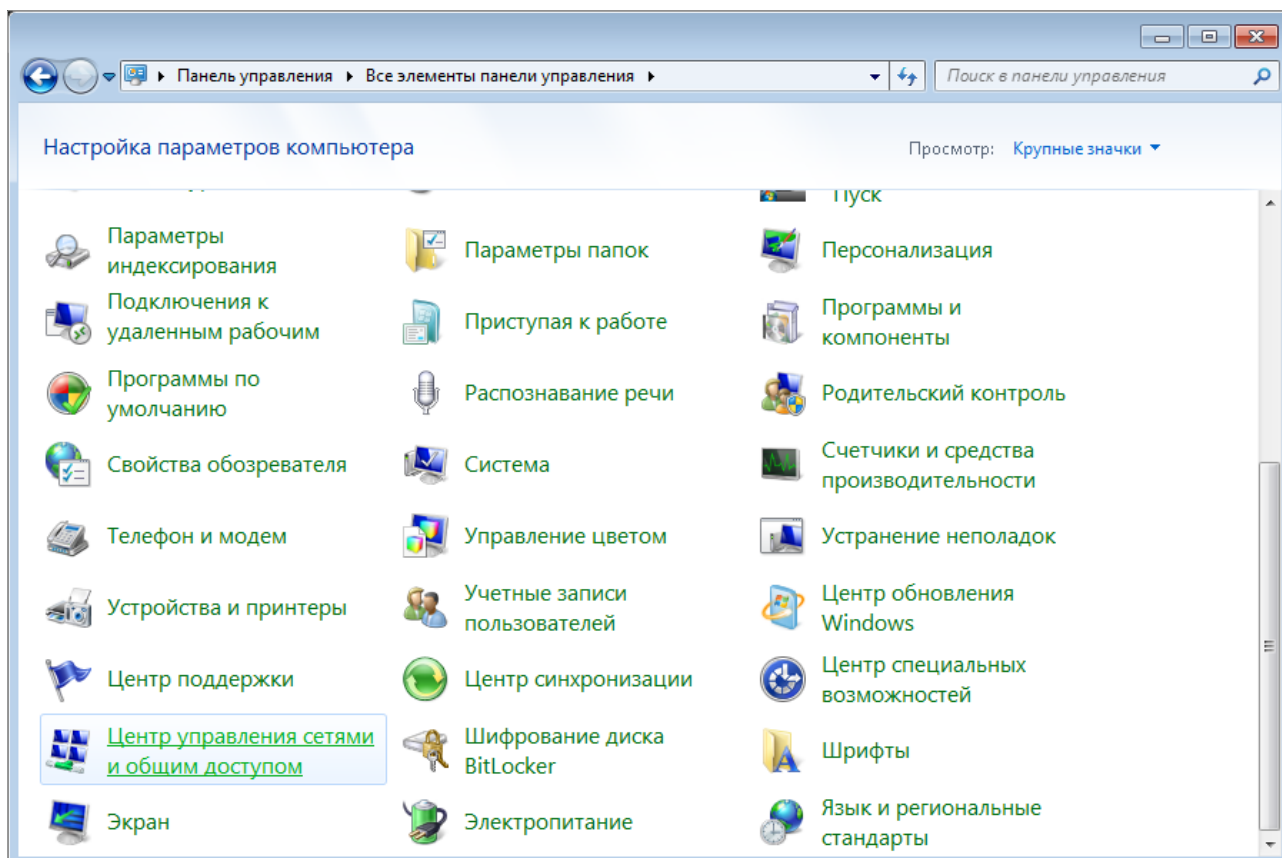 Панель управления Все элементы панели управления
Поиск в панели управления
Настройка параметров компьютера
Просмотр: Крупные значки
Пуск
Параметры
индексирования
Параметры папок
Персонализация
Подключения к
удаленным рабочим
Приступая к работе
Программы и
компоненты
Программы по
умолчанию
Распознавание речи
Родительский контроль
Свойства обозревателя
Система
Счетчики и средства
производительности
Телефон и модем
Управление цветом
Устранение неполадок
Устройства и принтеры
Учетные записи
пользователей
Центр обновления
Windows
Центр поддержки
Центр синхронизации
Центр специальных
возможностей
Центр управления сетями
и общим доступом
Шифрование диска
BitLocker
Шрифты
Экран
Электропитание
Язык и региональные
стандарты